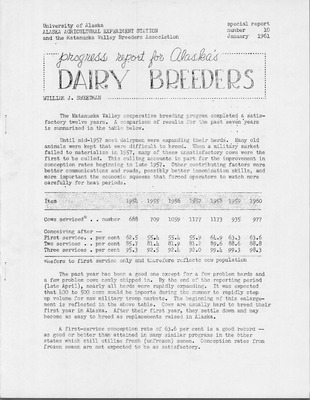 University of Alaska
ALASKA AGRICULTURAL EXPERIMENT STATION
and the Matanuska Valley Breeders Association
special report
number 10
January 1961
progress report for Alaska's
DAIRY BREEDERS
WILLIAM J. SWEETMAN
The Matanuska Valley cooperative breeding program completed a satis-
factory twelve years. A comparison of results for the past seven years
is summarized in the table below.
Until mid-1957 most dairymen were expanding their herds. Many old
animals were kept that were difficult to breed. When a military market
failed to materialize in 1957, many of these unsatisfactory cows were the
first to be called. This culling accounts in part for the improvement in
conception rates beginning in late 1957. Other contributing factors were
better communications and roads, possibly better insemination skills, and
more important the economic squeeze that forced operators to watch more
carefully for heat periods.
Item 1954 1955 1956 1957 1958 1959 1960
Cows serviced* . . number 688 709 1059 1177 1123 935 977
Conceiving after --
First service . . per cent 62.5 55.4 55.4 55.9 64.9 63.3 63.6
Two services . . per cent 85.7 81.4 81.9 81.2 89.6 88.6 88.8
Three services . . per cent 95.3 92.3 92.4 92.0 99.4 99.3 98.3
*Refers to first service only and therefore reflects cow population
The past year has been a good one except for a few problem herds and
a few problem cows newly shipped in. By the end of the reporting period
(late April), nearly all herds were rapidly expanding. It was expected
that 400 to 500 cows would be imports during the summer to rapidly step
up volume for new military troop markets. The beginning of this enlarge-
ment is reflected in the above table. Cows are usually hard to breed their
first year in Alaska. After their first year, they settle down and may
become as easy to breed as replacements raised in Alaska.
A first-service conception rate of 63.6 per cent is a good record --
as good or better than attained in many similar programs in the other
states which still utilize fresh (unfrozen) semen. Conception rates from
frozen semen are not expected to be as satisfactory.